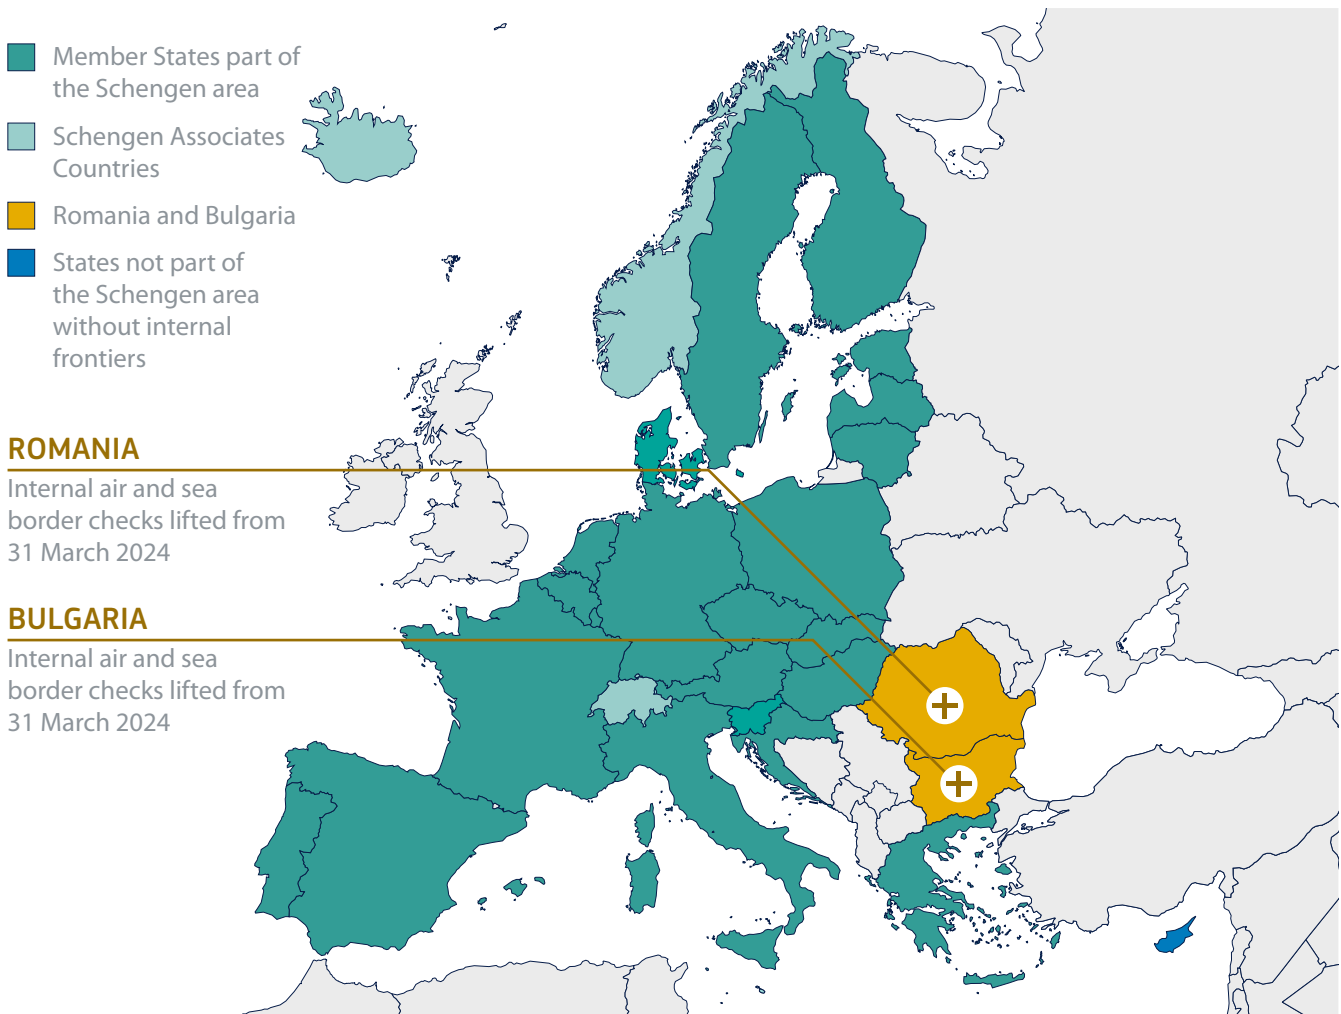 Member States part of
the Schengen area
Schengen Associates
Countries
Romania and Bulgaria
States not part of
the Schengen area
without internal
frontiers
ROMANIA
Internal air and sea
border checks lifted from
31 March 2024
BULGARIA
Internal air and sea
border checks lifted from
31 March 2024